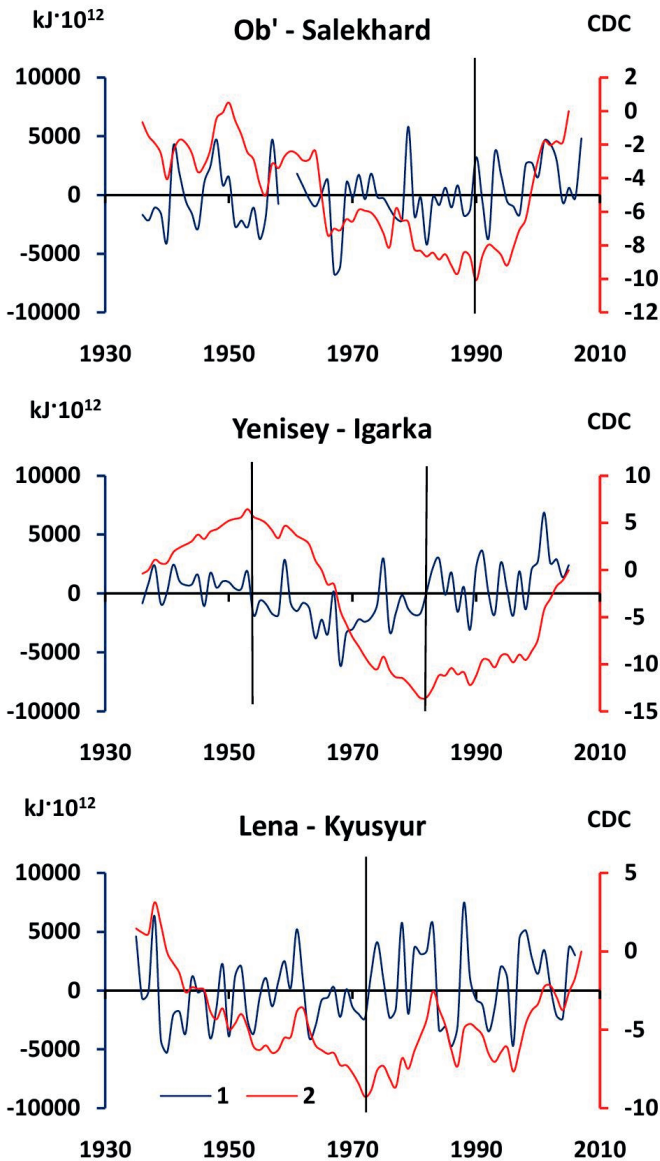 kJ·10¹² Ob' - Salekhard CDC
10000 2
0
5000 -2
-4
0 -6
-5000 -8
-10
-10000 -12
1930 1950 1970 1990 2010
kJ·10¹² Yenisey - Igarka CDC
10000 10
5000 5
0 0
-5
-5000 -10
-10000 -15
1930 1950 1970 1990 2010
kJ·10¹² Lena - Kyusyur CDC
10000 5
5000 0
0
-5000 -5
-10000 1 2 -10
1930 1950 1970 1990 2010